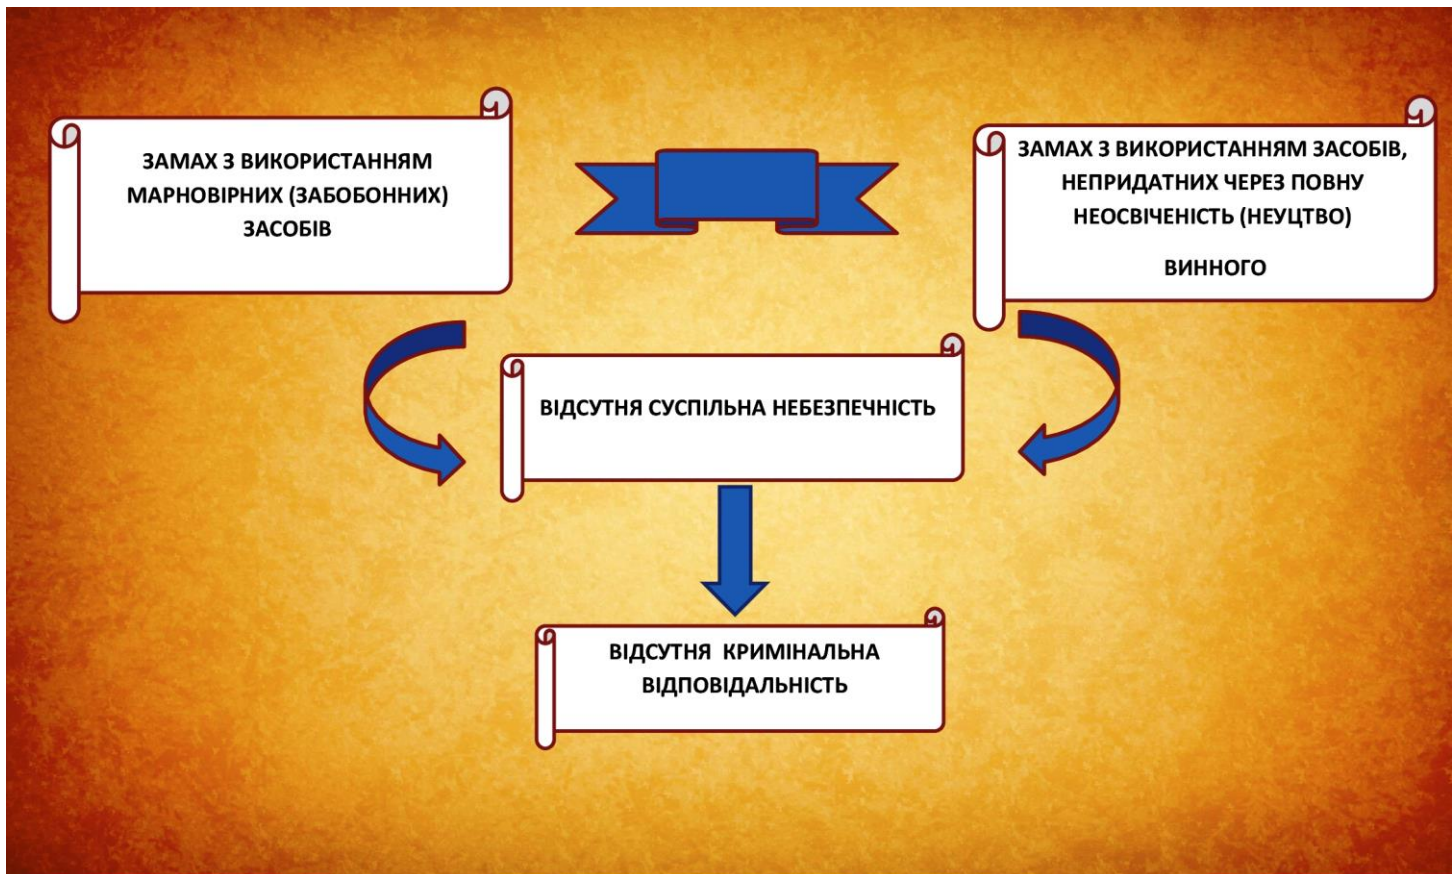 ЗАМАХ З ВИКОРИСТАННЯМ
МАРНОВІРНИХ (ЗАБОБОННИХ)
ЗАСОБІВ
ЗАМАХ З ВИКОРИСТАННЯМ ЗАСОБІВ,
НЕПРИДАТНИХ ЧЕРЕЗ ПОВНУ
НЕОСВІЧЕНІСТЬ (НЕУЦТВО)
ВИННОГО
ВІДСУТНЯ СУСПІЛЬНА НЕБЕЗПЕЧНІСТЬ
ВІДСУТНЯ КРИМІНАЛЬНА
ВІДПОВІДАЛЬНІСТЬ